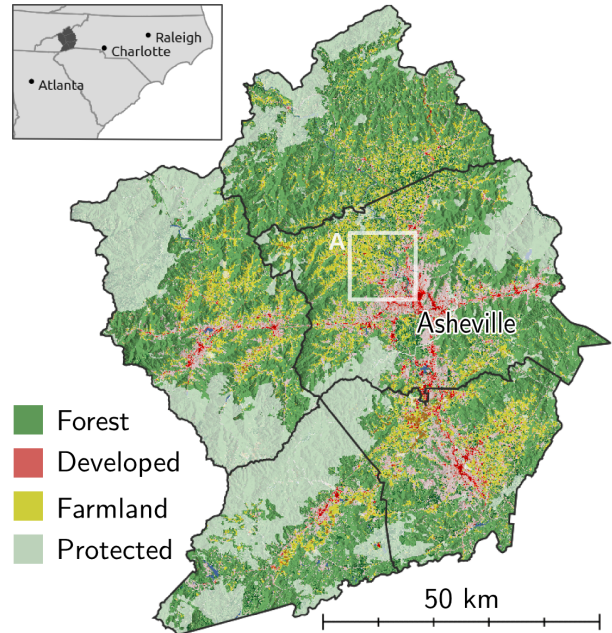 Raleigh
Charlotte
Atlanta
A
Asheville
Forest
Developed
Farmland
Protected
50 km